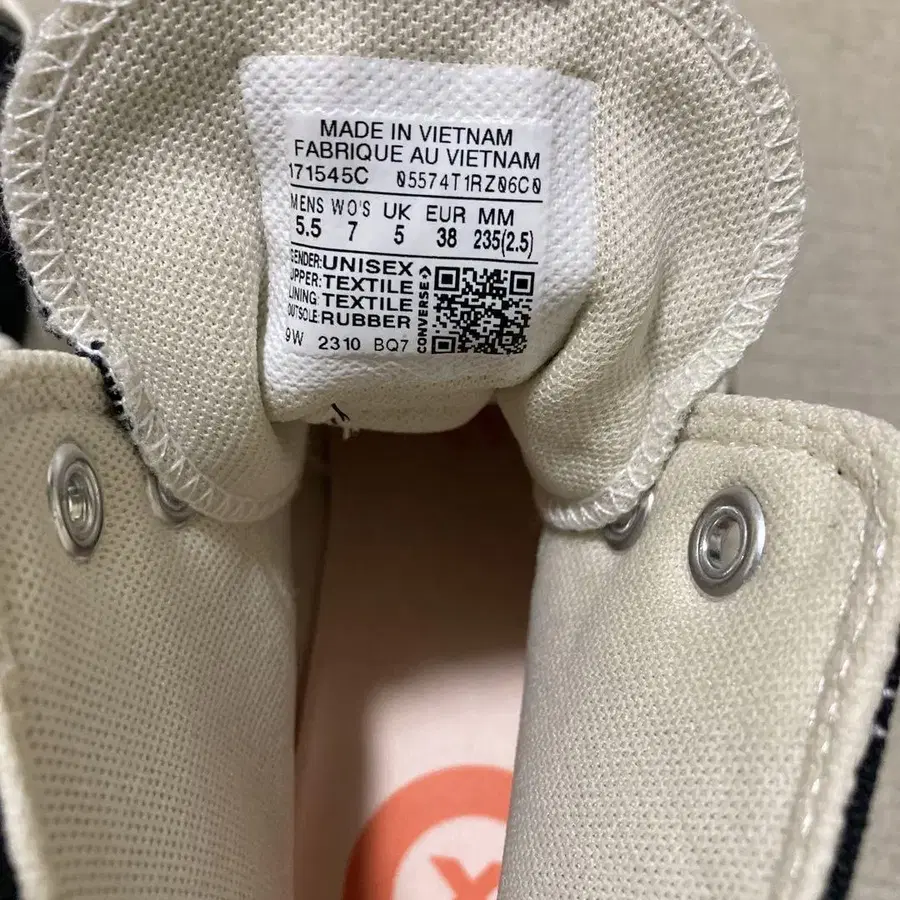 MADE IN VIETNAM
FABRIQUE AU VIETNAM
171545C 05574T1RZ06C0
MENS WO'S UK EUR MM
5.5 7 5 38 235(2.5)
GENDER:UNISEX
UPPER:TEXTILE
LINING:TEXTILE
OUTSOLE:RUBBER
9W 2310 BQ7
CONVERSE
X